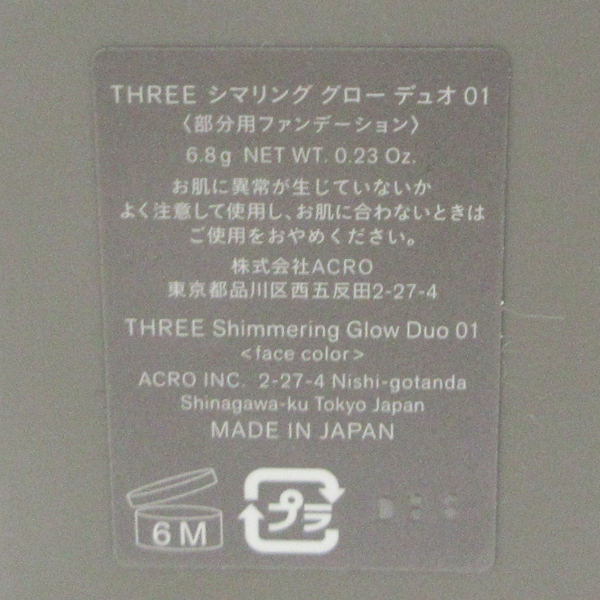 THREE シマリング グロー デュオ 01
〈部分用ファンデーション〉
6.8g NET WT. 0.23 Oz.
お肌に異常が生じていないか
よく注意して使用し、お肌に合わないときは
ご使用をおやめください。
株式会社ACRO
東京都品川区西五反田2-27-4
THREE Shimmering Glow Duo 01
<face color>
ACRO INC. 2-27-4 Nishi-gotanda
Shinagawa-ku Tokyo Japan
MADE IN JAPAN
6M
プラ